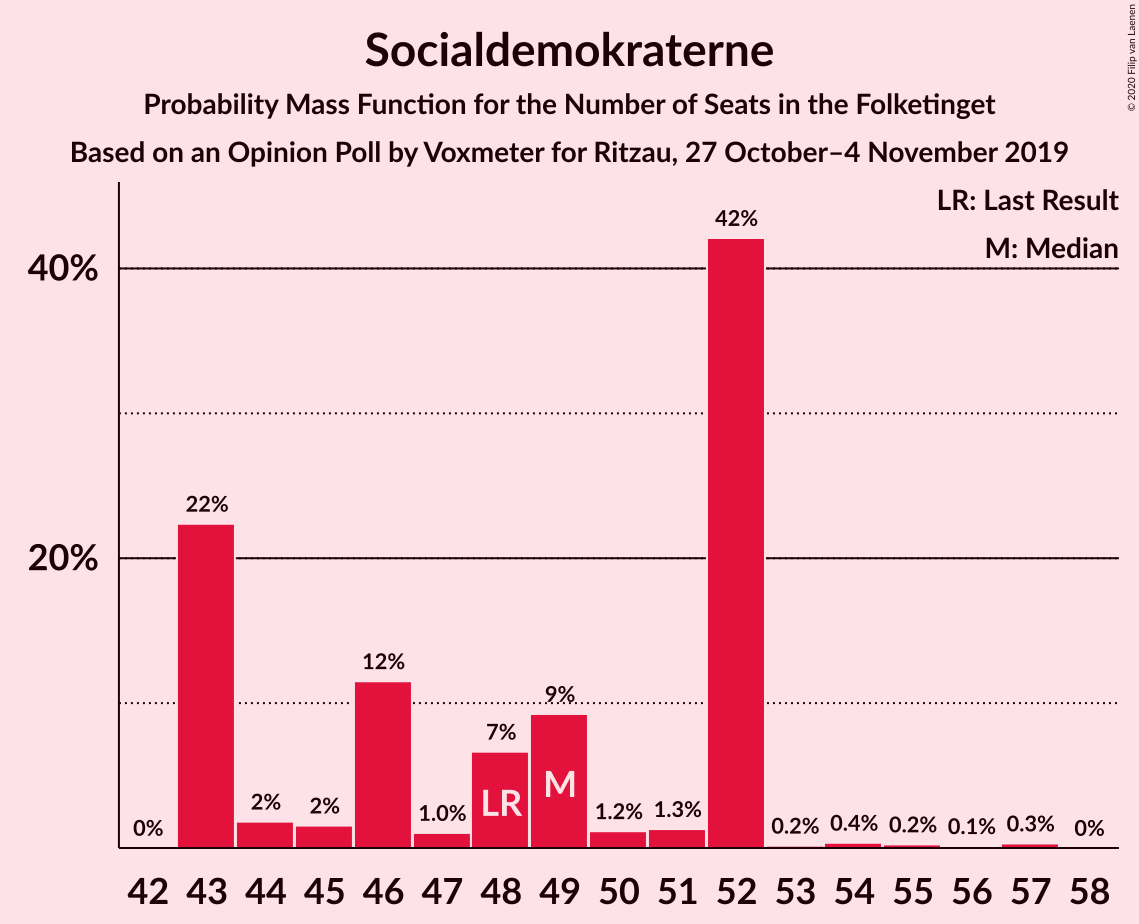 Socialdemokraterne
Probability Mass Function for the Number of Seats in the Folketinget
Based on an Opinion Poll by Voxmeter for Ritzau, 27 October–4 November 2019
© 2020 Filip van Laenen
LR: Last Result
M: Median
40%
20%
0%
22%
2%
2%
12%
1.0%
7%
9%
1.2%
1.3%
42%
0.2%
0.4%
0.2%
0.1%
0.3%
0%
LR
M
42 43 44 45 46 47 48 49 50 51 52 53 54 55 56 57 58